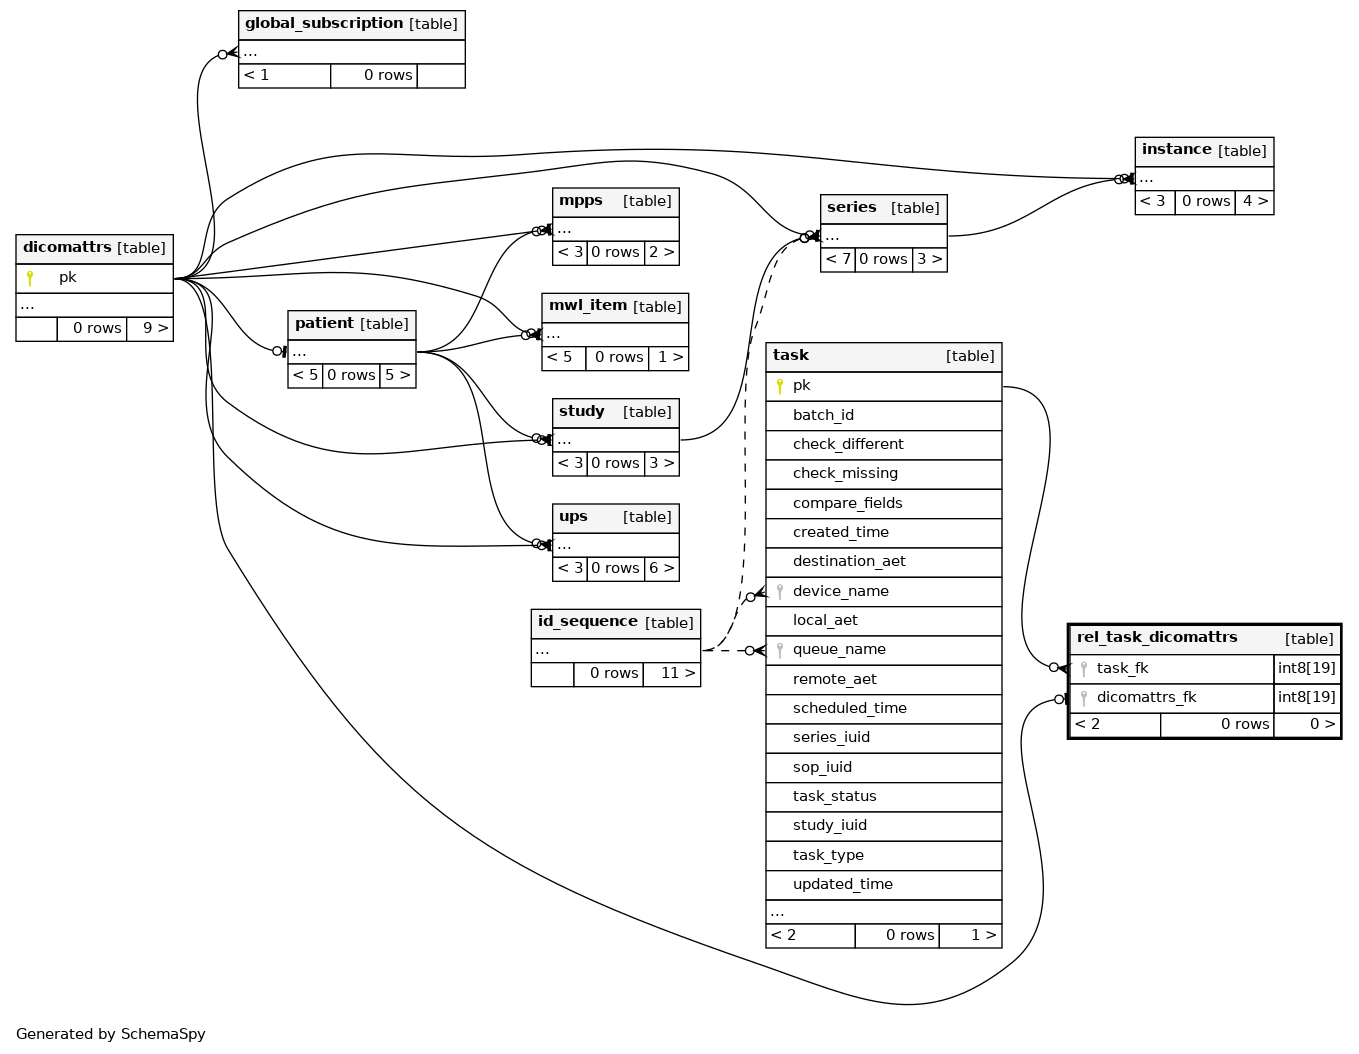 global_subscription [table]
...
< 1 0 rows
instance [table]
...
< 3 0 rows 4 >
mpps [table]
...
< 3 0 rows 2 >
series [table]
...
< 7 0 rows 3 >
dicomattrs [table]
pk
...
0 rows 9 >
mwl_item [table]
...
< 5 0 rows 1 >
patient [table]
...
< 5 0 rows 5 >
study [table]
...
< 3 0 rows 3 >
ups [table]
...
< 3 0 rows 6 >
id_sequence [table]
...
0 rows 11 >
task [table]
pk
batch_id
check_different
check_missing
compare_fields
created_time
destination_aet
device_name
local_aet
queue_name
remote_aet
scheduled_time
series_iuid
sop_iuid
task_status
study_iuid
task_type
updated_time
...
< 2 0 rows 1 >
rel_task_dicomattrs [table]
task_fk int8[19]
dicomattrs_fk int8[19]
< 2 0 rows 0 >
Generated by SchemaSpy